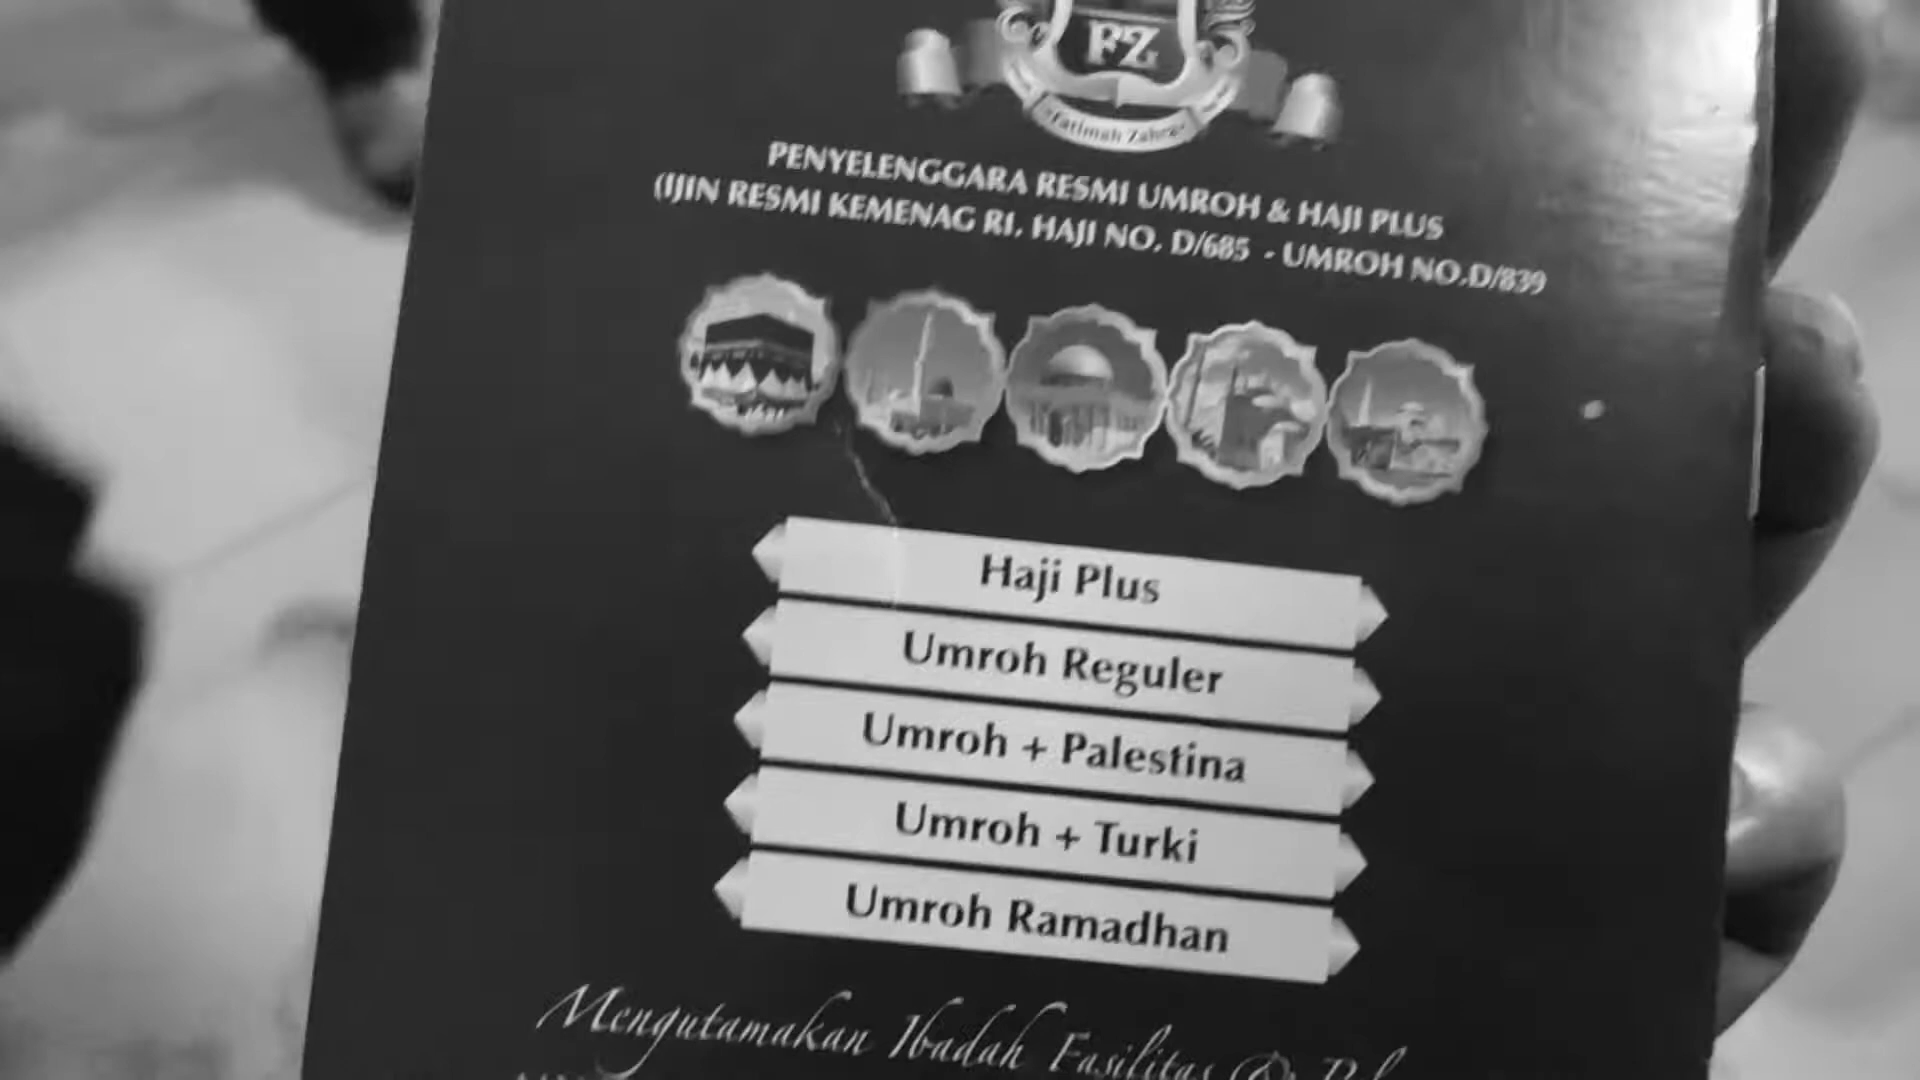 FZ
Fatimah Zahra
PENYELENGGARA RESMI UMROH & HAJI PLUS
(IJIN RESMI KEMENAG RI. HAJI NO. D/685 - UMROH NO.D/839
Haji Plus
Umroh Reguler
Umroh + Palestina
Umroh + Turki
Umroh Ramadhan
Mengutamakan Ibadah Fasilitas &